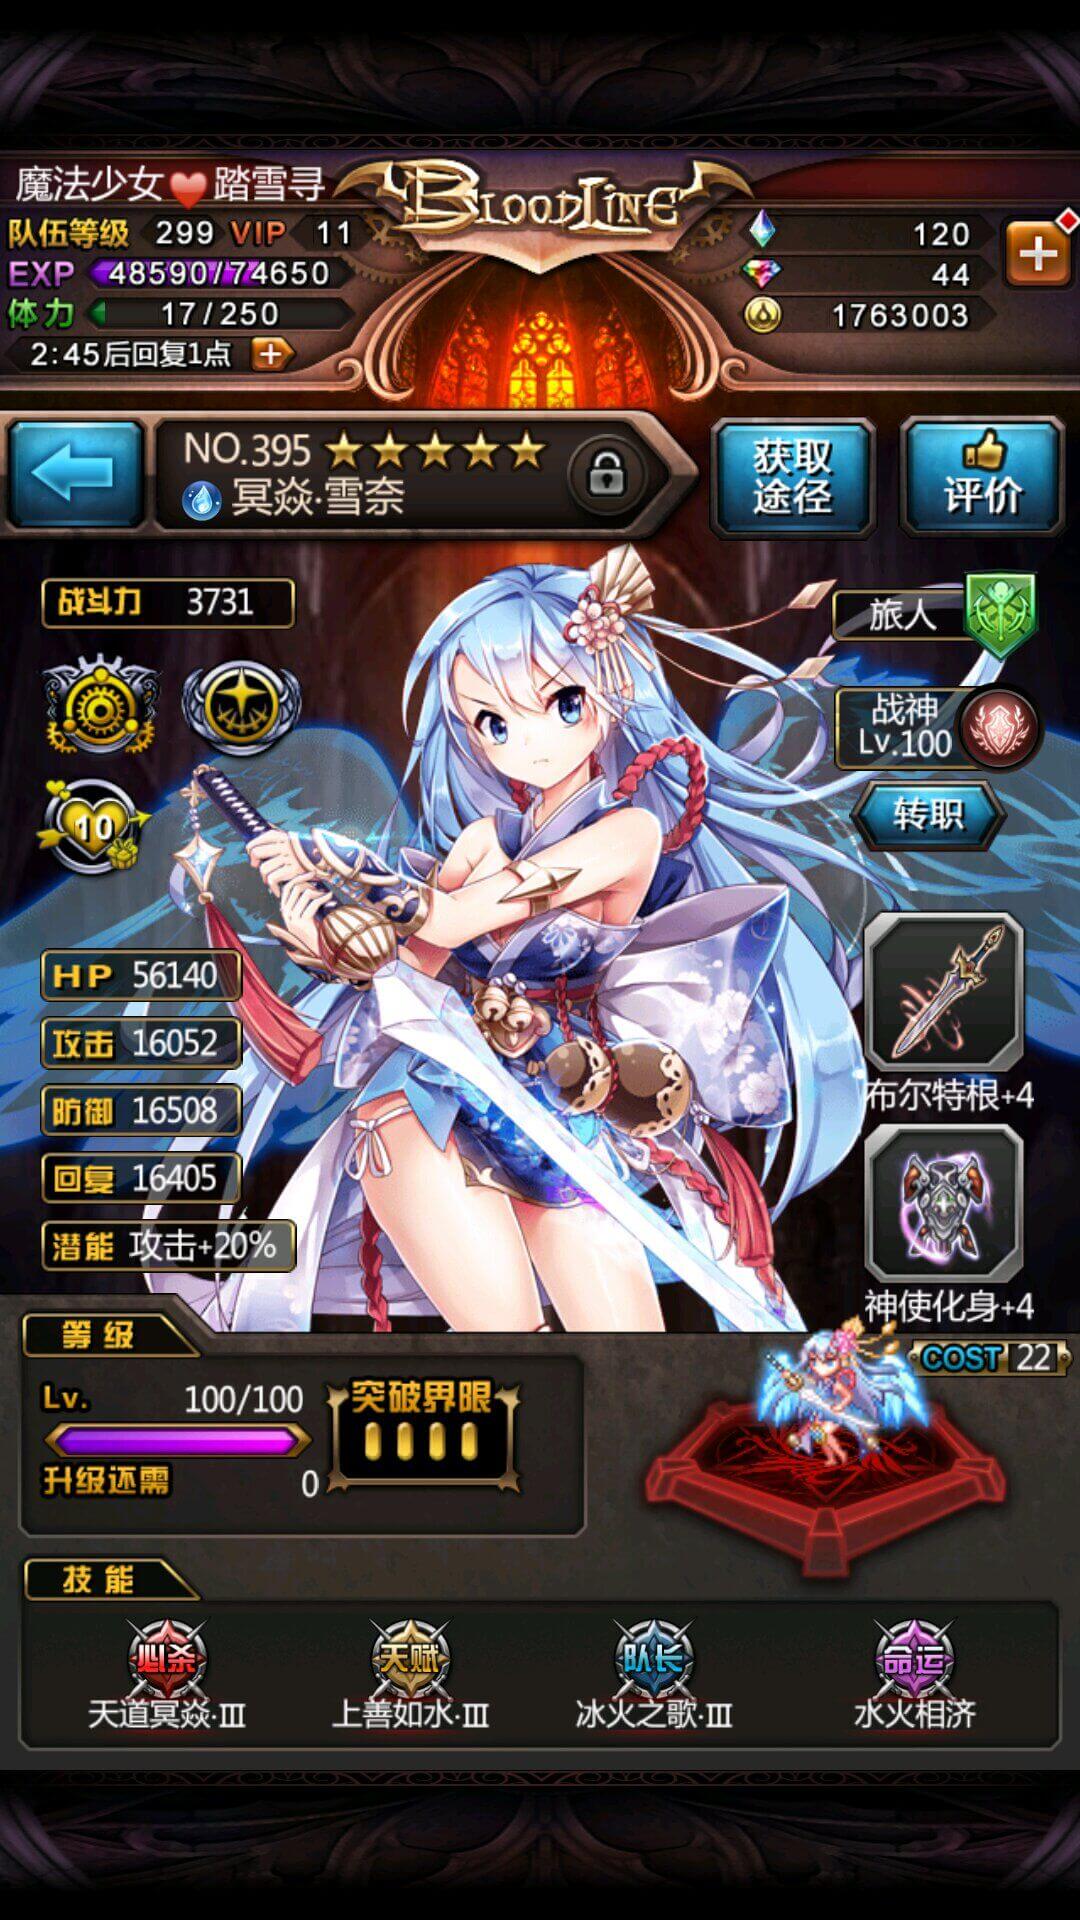 魔法少女❤踏雪寻
BLOODLINE
队伍等级 299 VIP 11
120
EXP 48590/74650
44
体力 17/250
1763003
2:45后回复1点
NO.395
冥焱·雪奈
获取
途径
评价
战斗力 3731
旅人
战神
Lv.100
转职
10
HP 56140
攻击 16052
防御 16508
回复 16405
潜能 攻击+20%
布尔特根+4
神使化身+4
等级
COST 22
Lv. 100/100
突破界限
升级还需 0
技能
必杀 天赋 队长 命运
天道冥焱·III 上善如水·III 冰火之歌·III 水火相济